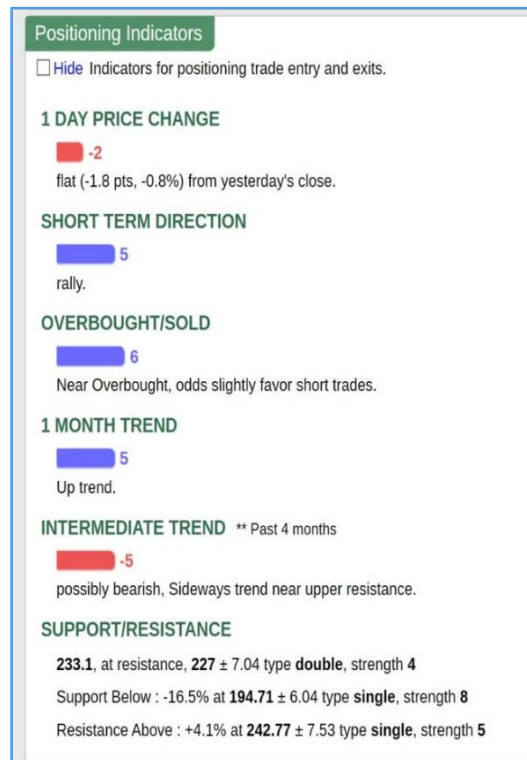 Positioning Indicators
Hide Indicators for positioning trade entry and exits.
1 DAY PRICE CHANGE
-2
flat (-1.8 pts, -0.8%) from yesterday's close.
SHORT TERM DIRECTION
5
rally.
OVERBOUGHT/SOLD
6
Near Overbought, odds slightly favor short trades.
1 MONTH TREND
5
Up trend.
INTERMEDIATE TREND ** Past 4 months
-5
possibly bearish, Sideways trend near upper resistance.
SUPPORT/RESISTANCE
233.1, at resistance, 227 ± 7.04 type double, strength 4
Support Below : -16.5% at 194.71 ± 6.04 type single, strength 8
Resistance Above : +4.1% at 242.77 ± 7.53 type single, strength 5